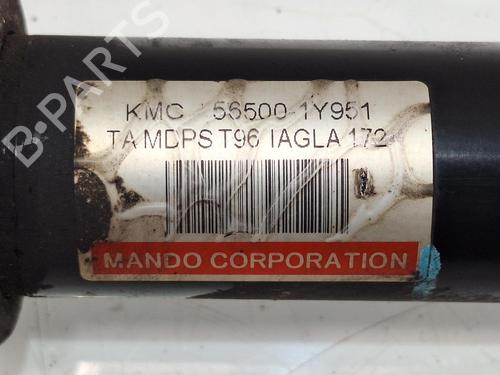 KMC 56500-1Y951
TA MDPS T96 IAGLA 172
MANDO CORPORATION
B-PARTS